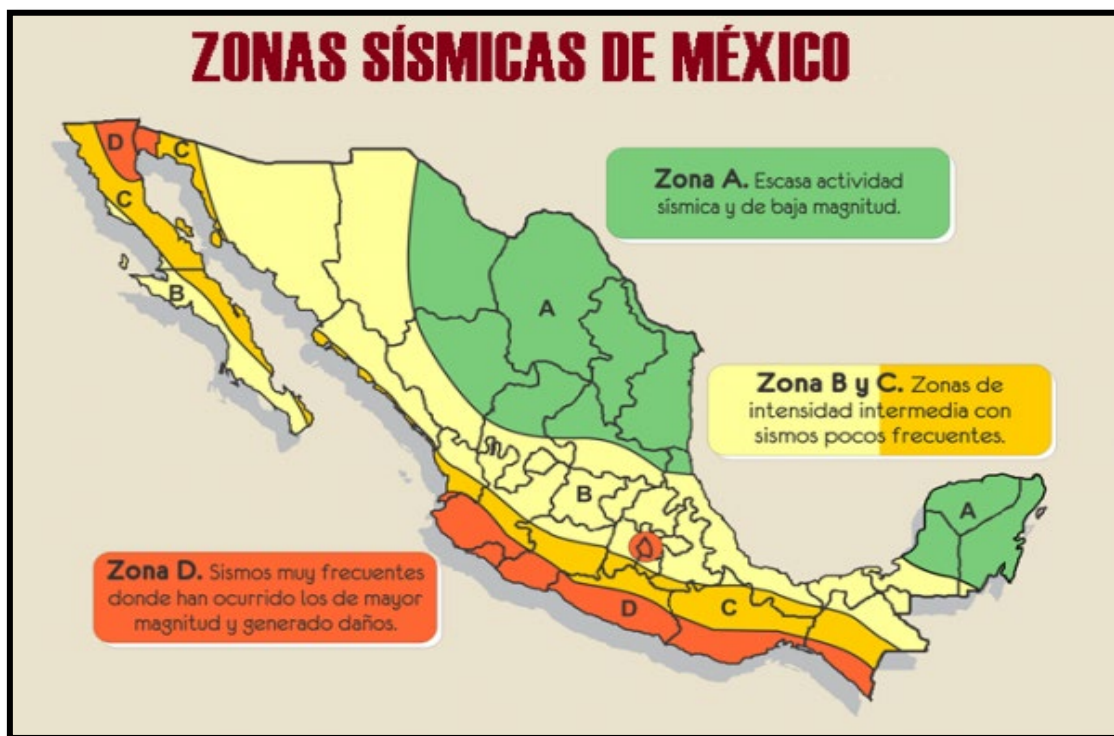 ZONAS SÍSMICAS DE MÉXICO
D
C
C
Zona A. Escasa actividad
sísmica y de baja magnitud.
B
A
Zona B y C. Zonas de
intensidad intermedia con
sismos pocos frecuentes.
B
A
Zona D. Sismos muy frecuentes
donde han ocurrido los de mayor
magnitud y generado daños.
D
C